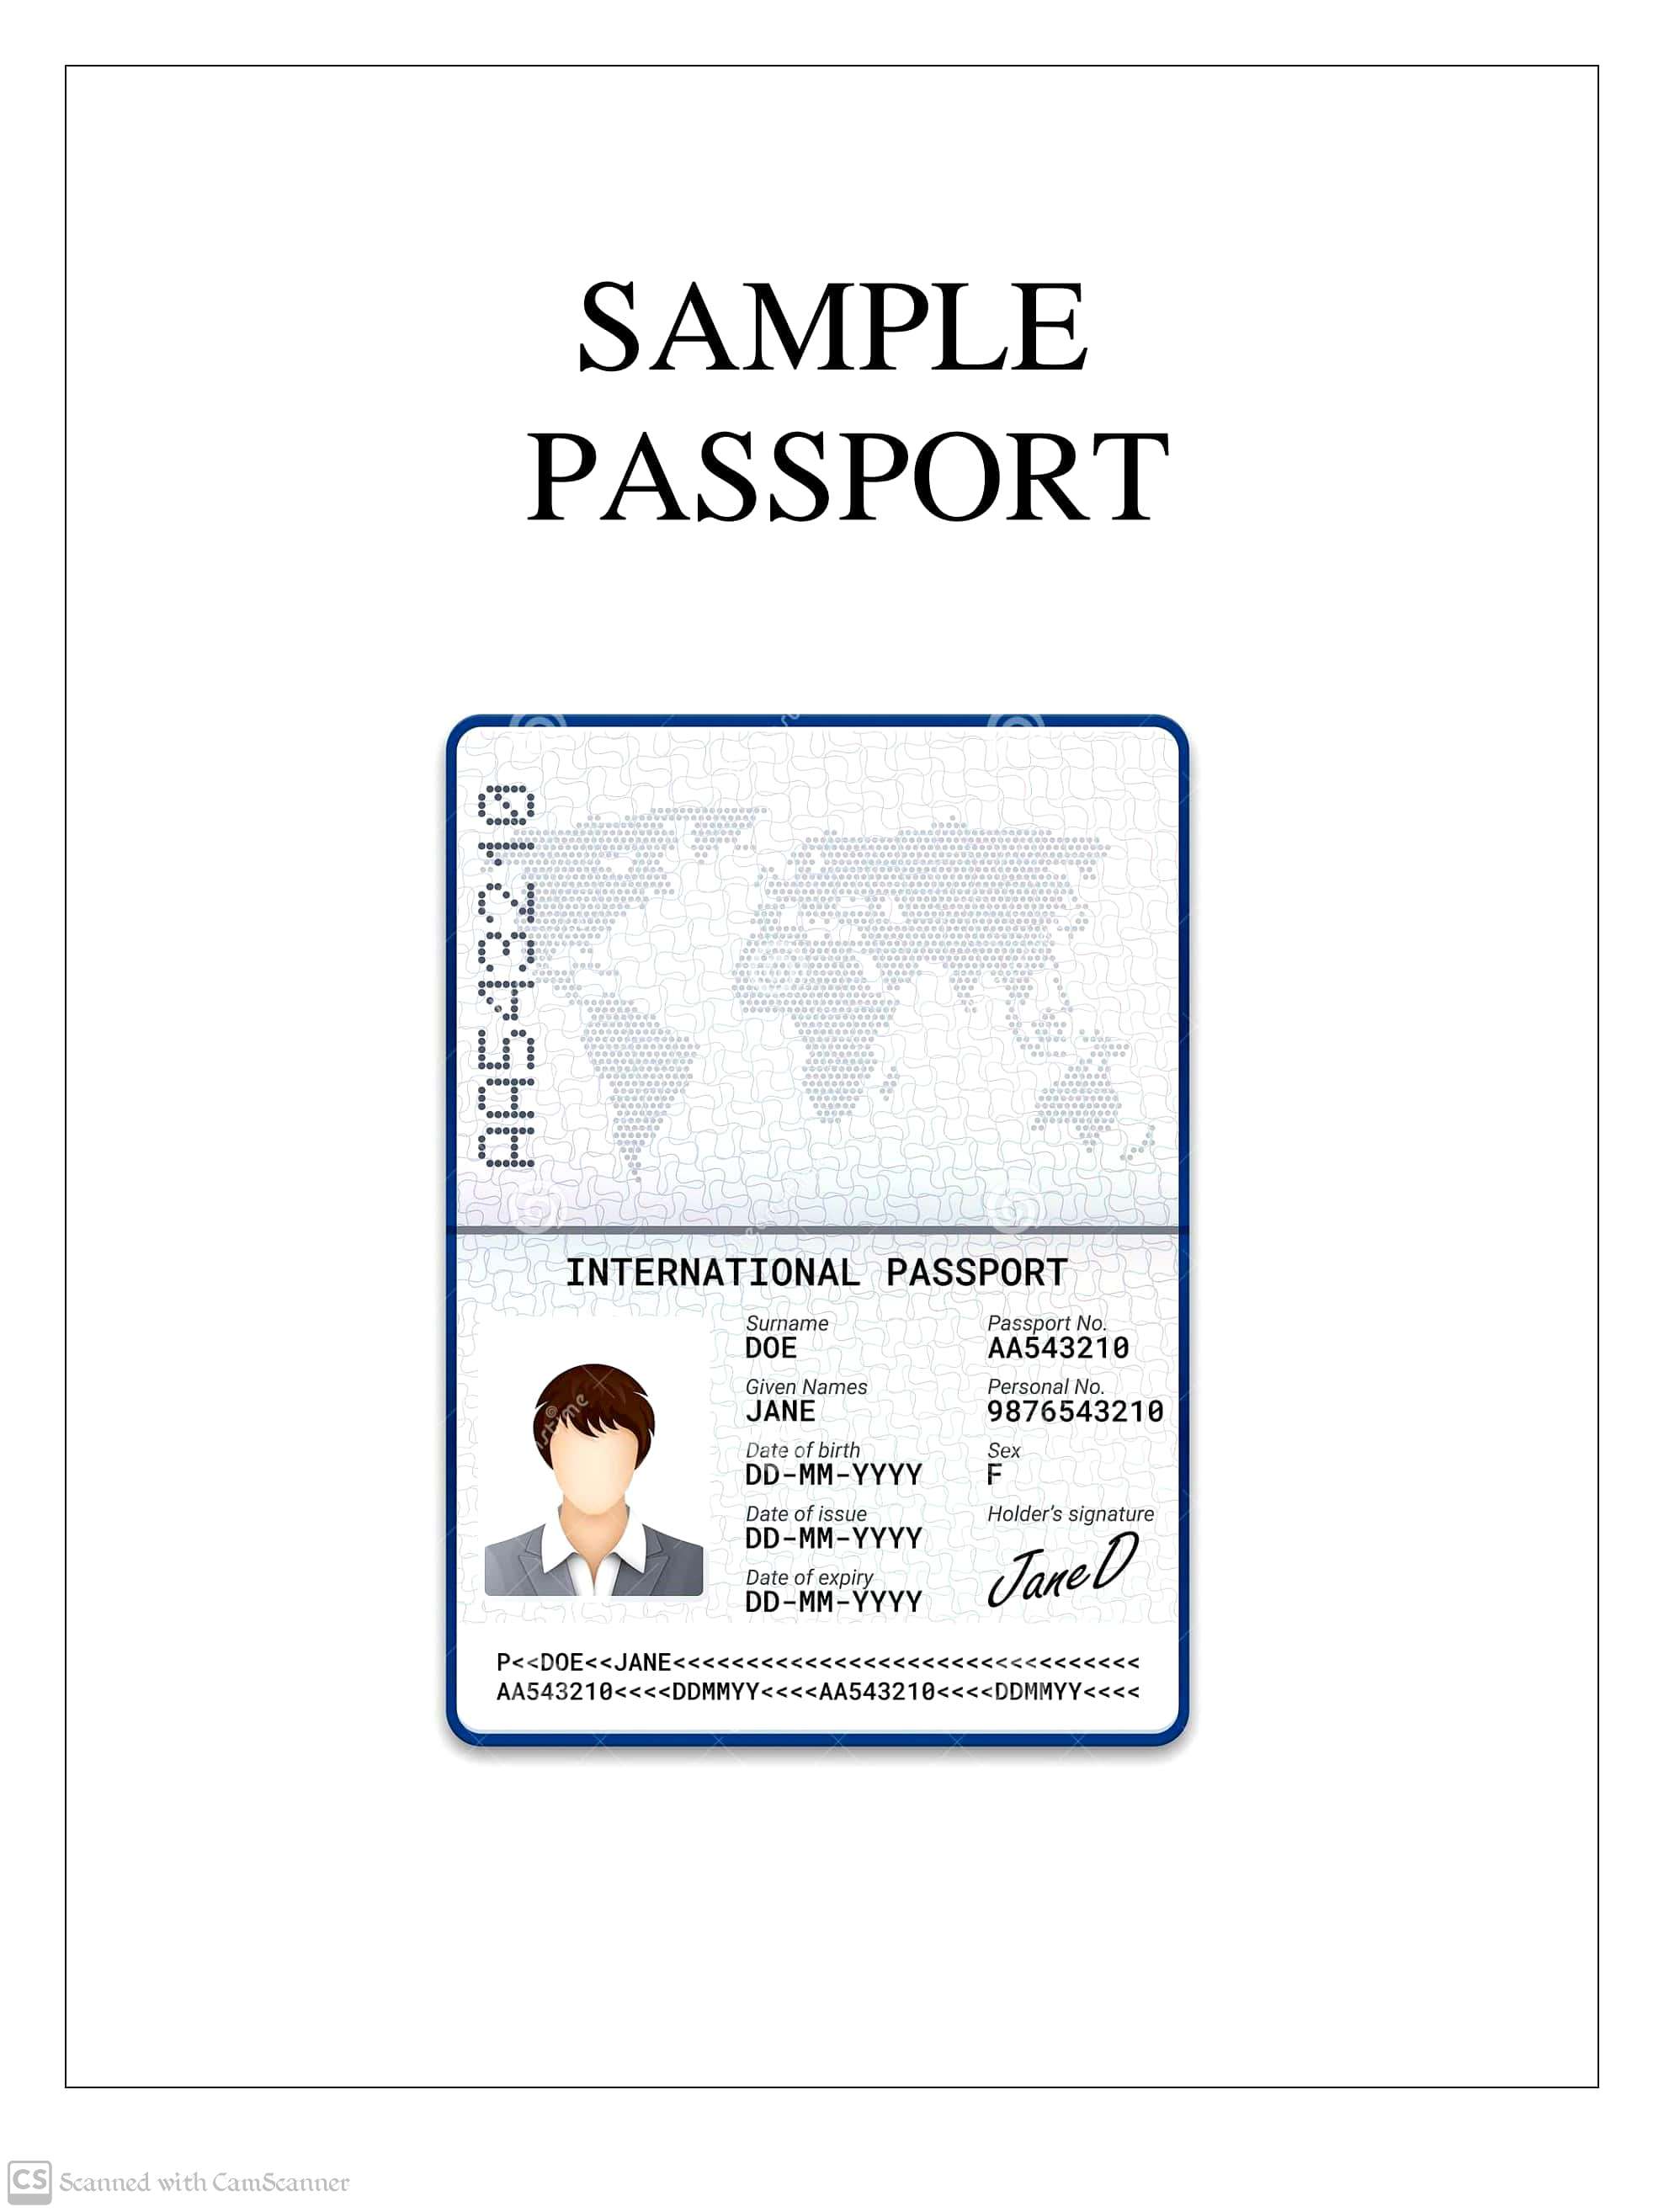 SAMPLE
PASSPORT
AA543210
INTERNATIONAL PASSPORT
Surname
DOE
Passport No.
AA543210
Given Names
JANE
Personal No.
9876543210
Date of birth
DD-MM-YYYY
Sex
F
Date of issue
DD-MM-YYYY
Holder's signature
JaneD
Date of expiry
DD-MM-YYYY
P<<DOE<<JANE<<<<<<<<<<<<<<<<<<<<<<<<<<<<<<<<
AA543210<<<<DDMMYY<<<<AA543210<<<<DDMMYY<<<<
CS Scanned with CamScanner